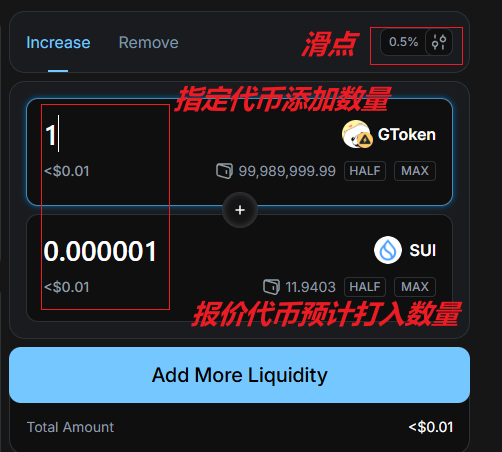 Increase
Remove
滑点
0.5%
指定代币添加数量
1
GToken
<$0.01
99,989,999.99
HALF
MAX
+
0.000001
SUI
<$0.01
11.9403
HALF
MAX
报价代币预计打入数量
Add More Liquidity
Total Amount
<$0.01